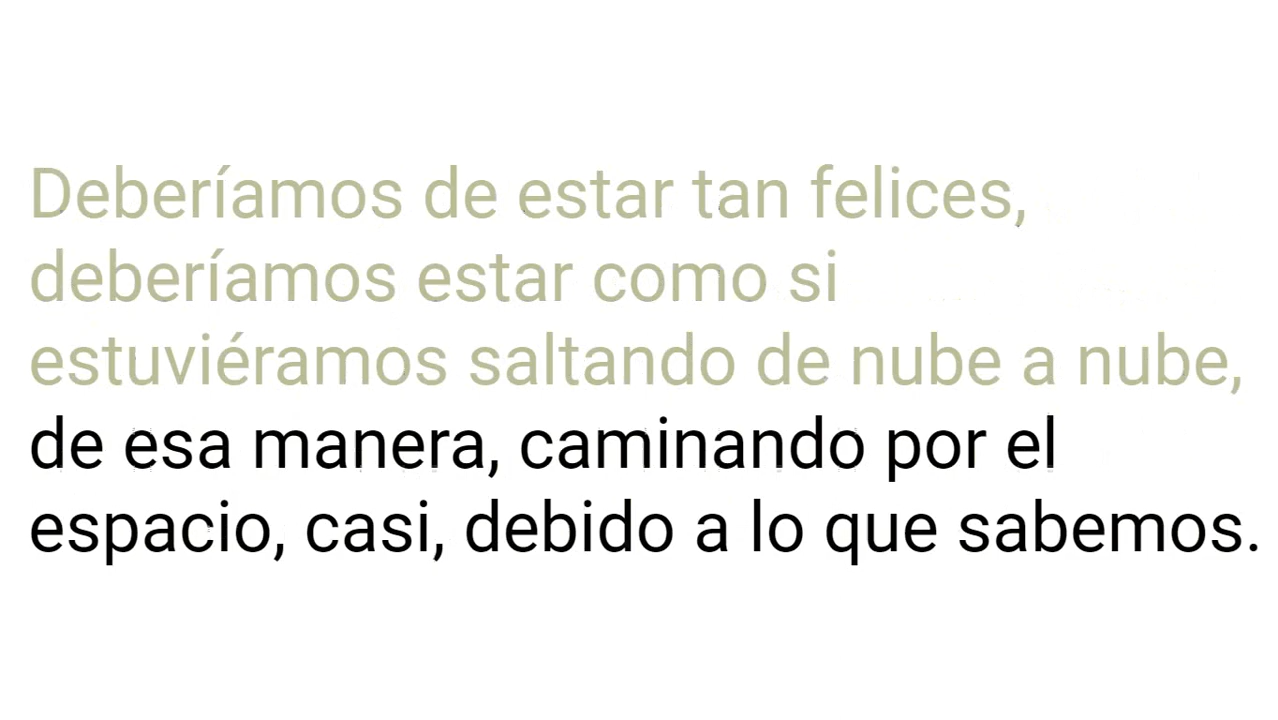 Deberíamos de estar tan felices,
deberíamos estar como si
estuviéramos saltando de nube a nube,
de esa manera, caminando por el
espacio, casi, debido a lo que sabemos.